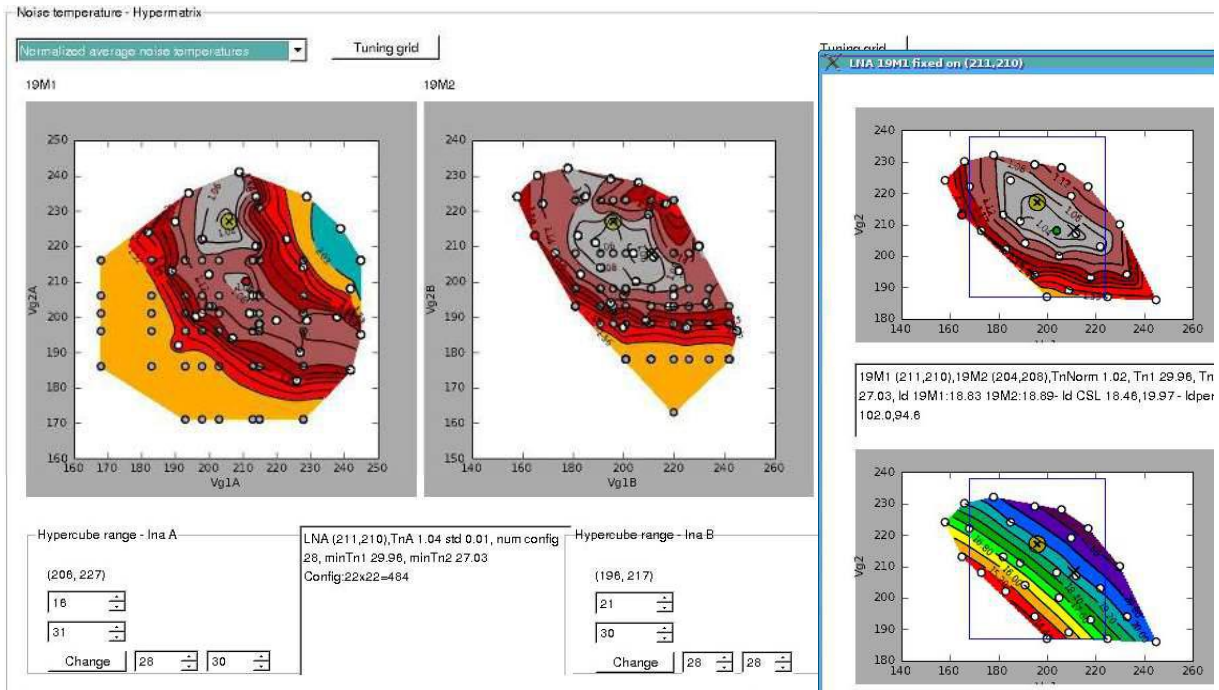 Noise temperature - Hypermatrix
Normalized average noise temperatures
Tuning grid
Tuning grid
19M1
19M2
LNA 19M1 fixed on (211,210)
250
240
230
220
210
200
190
180
170
160
Vg2A
160 170 180 190 200 210 220 230 240 250
Vg1A
240
230
220
210
200
190
180
170
160
150
Vg2B
140 160 180 200 220 240 260
Vg1B
240
230
220
210
200
190
180
Vg2
140 160 180 200 220 240 260
19M1 (211,210),19M2 (204,208),TnNorm 1.02, Tn1 29.96, Tn
27.03, Id 19M1:18.83 19M2:18.89- Id CSL 18.46,19.97 - Idper
102.0,94.6
240
230
220
210
200
190
180
Vg2
140 160 180 200 220 240 260
Hypercube range - lna A
(206, 227)
16
31
Change 28 30
LNA (211,210),TnA 1.04 std 0.01, num config
28, minTn1 29.96, minTn2 27.03
Config:22x22=484
Hypercube range - lna B
(196, 217)
21
30
Change 28 28